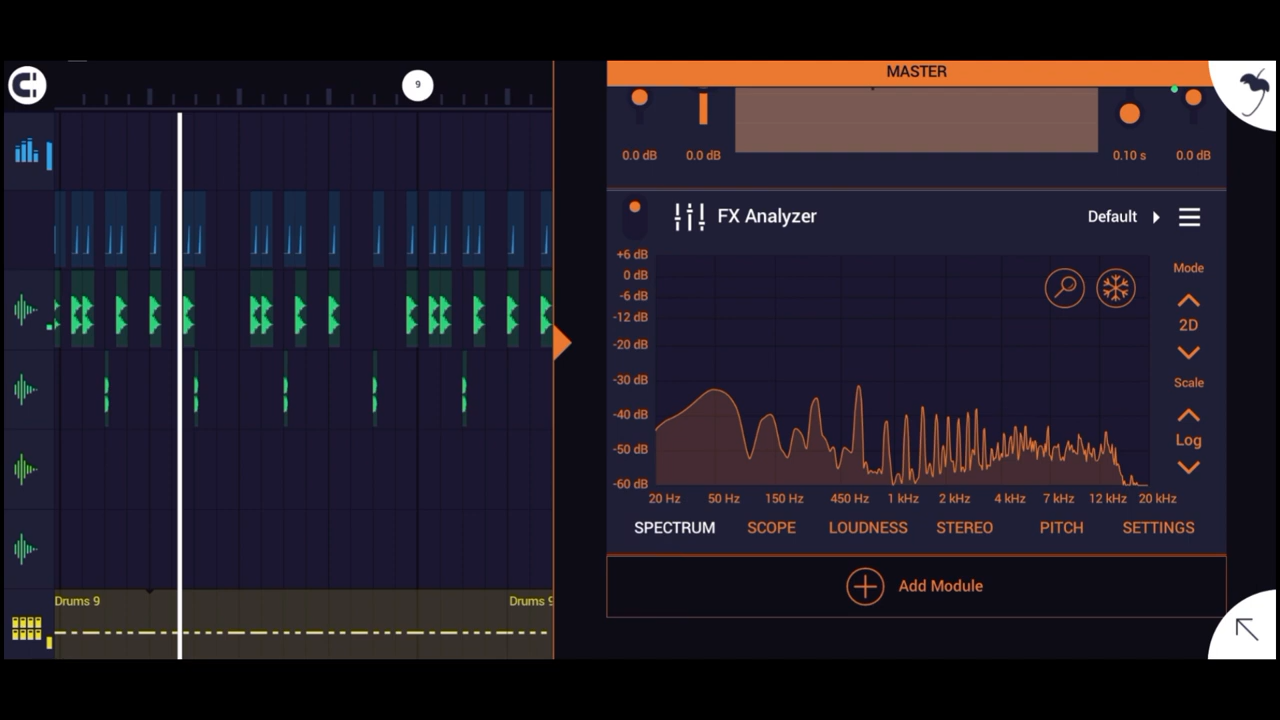 9
MASTER
0.0 dB 0.0 dB 0.10 s 0.0 dB
FX Analyzer Default
+6 dB
0 dB
-6 dB
-12 dB
-20 dB
-30 dB
-40 dB
-50 dB
-60 dB
20 Hz 50 Hz 150 Hz 450 Hz 1 kHz 2 kHz 4 kHz 7 kHz 12 kHz 20 kHz
Mode
2D
Scale
Log
SPECTRUM SCOPE LOUDNESS STEREO PITCH SETTINGS
Add Module
Drums 9 Drums 9